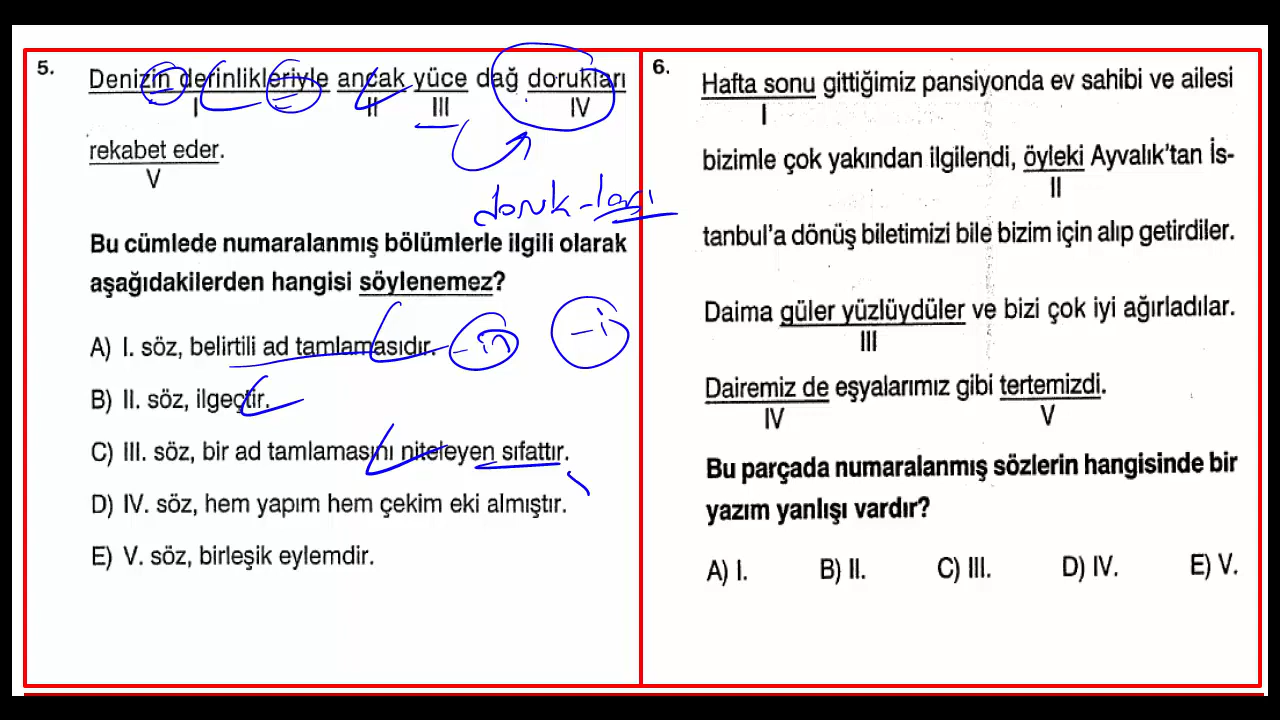 5.
Denizin derinlikleriyle ancak yüce dağ dorukları
I II III IV
rekabet eder.
V
doruk-ları
Bu cümlede numaralanmış bölümlerle ilgili olarak
aşağıdakilerden hangisi söylenemez?
A) I. söz, belirtili ad tamlamasıdır. -in -i
B) II. söz, ilgeçtir.
C) III. söz, bir ad tamlamasını niteleyen sıfattır.
D) IV. söz, hem yapım hem çekim eki almıştır.
E) V. söz, birleşik eylemdir.
6.
Hafta sonu gittiğimiz pansiyonda ev sahibi ve ailesi
I
bizimle çok yakından ilgilendi, öyleki Ayvalık'tan İs-
II
tanbul'a dönüş biletimizi bile bizim için alıp getirdiler.
Daima güler yüzlüydüler ve bizi çok iyi ağırladılar.
III
Dairemiz de eşyalarımız gibi tertemizdi.
IV V
Bu parçada numaralanmış sözlerin hangisinde bir
yazım yanlışı vardır?
A) I. B) II. C) III. D) IV. E) V.